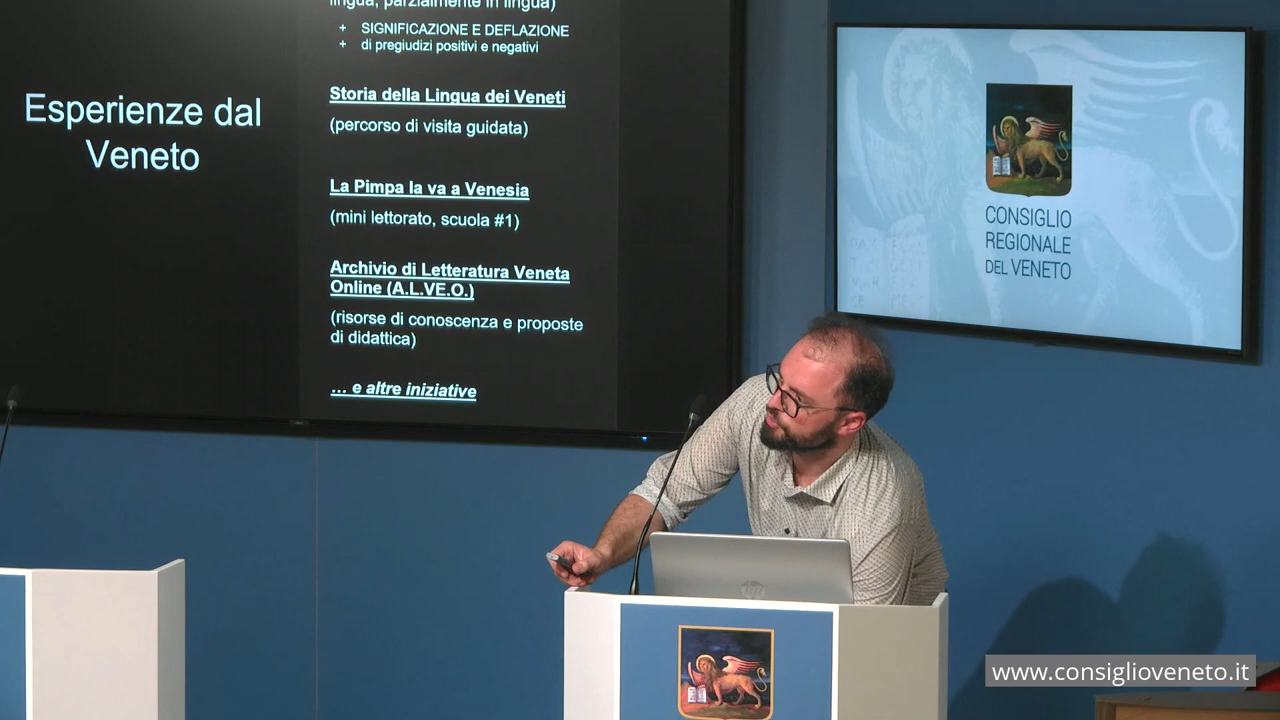 lingua, parzialmente in lingua)
+ SIGNIFICAZIONE E DEFLAZIONE
+ di pregiudizi positivi e negativi
Esperienze dal
Veneto
Storia della Lingua dei Veneti
(percorso di visita guidata)
La Pimpa la va a Venesia
(mini lettorato, scuola #1)
Archivio di Letteratura Veneta
Online (A.L.VE.O.)
(risorse di conoscenza e proposte
di didattica)
... e altre iniziative
CONSIGLIO
REGIONALE
DEL VENETO
hp
www.consiglioveneto.it